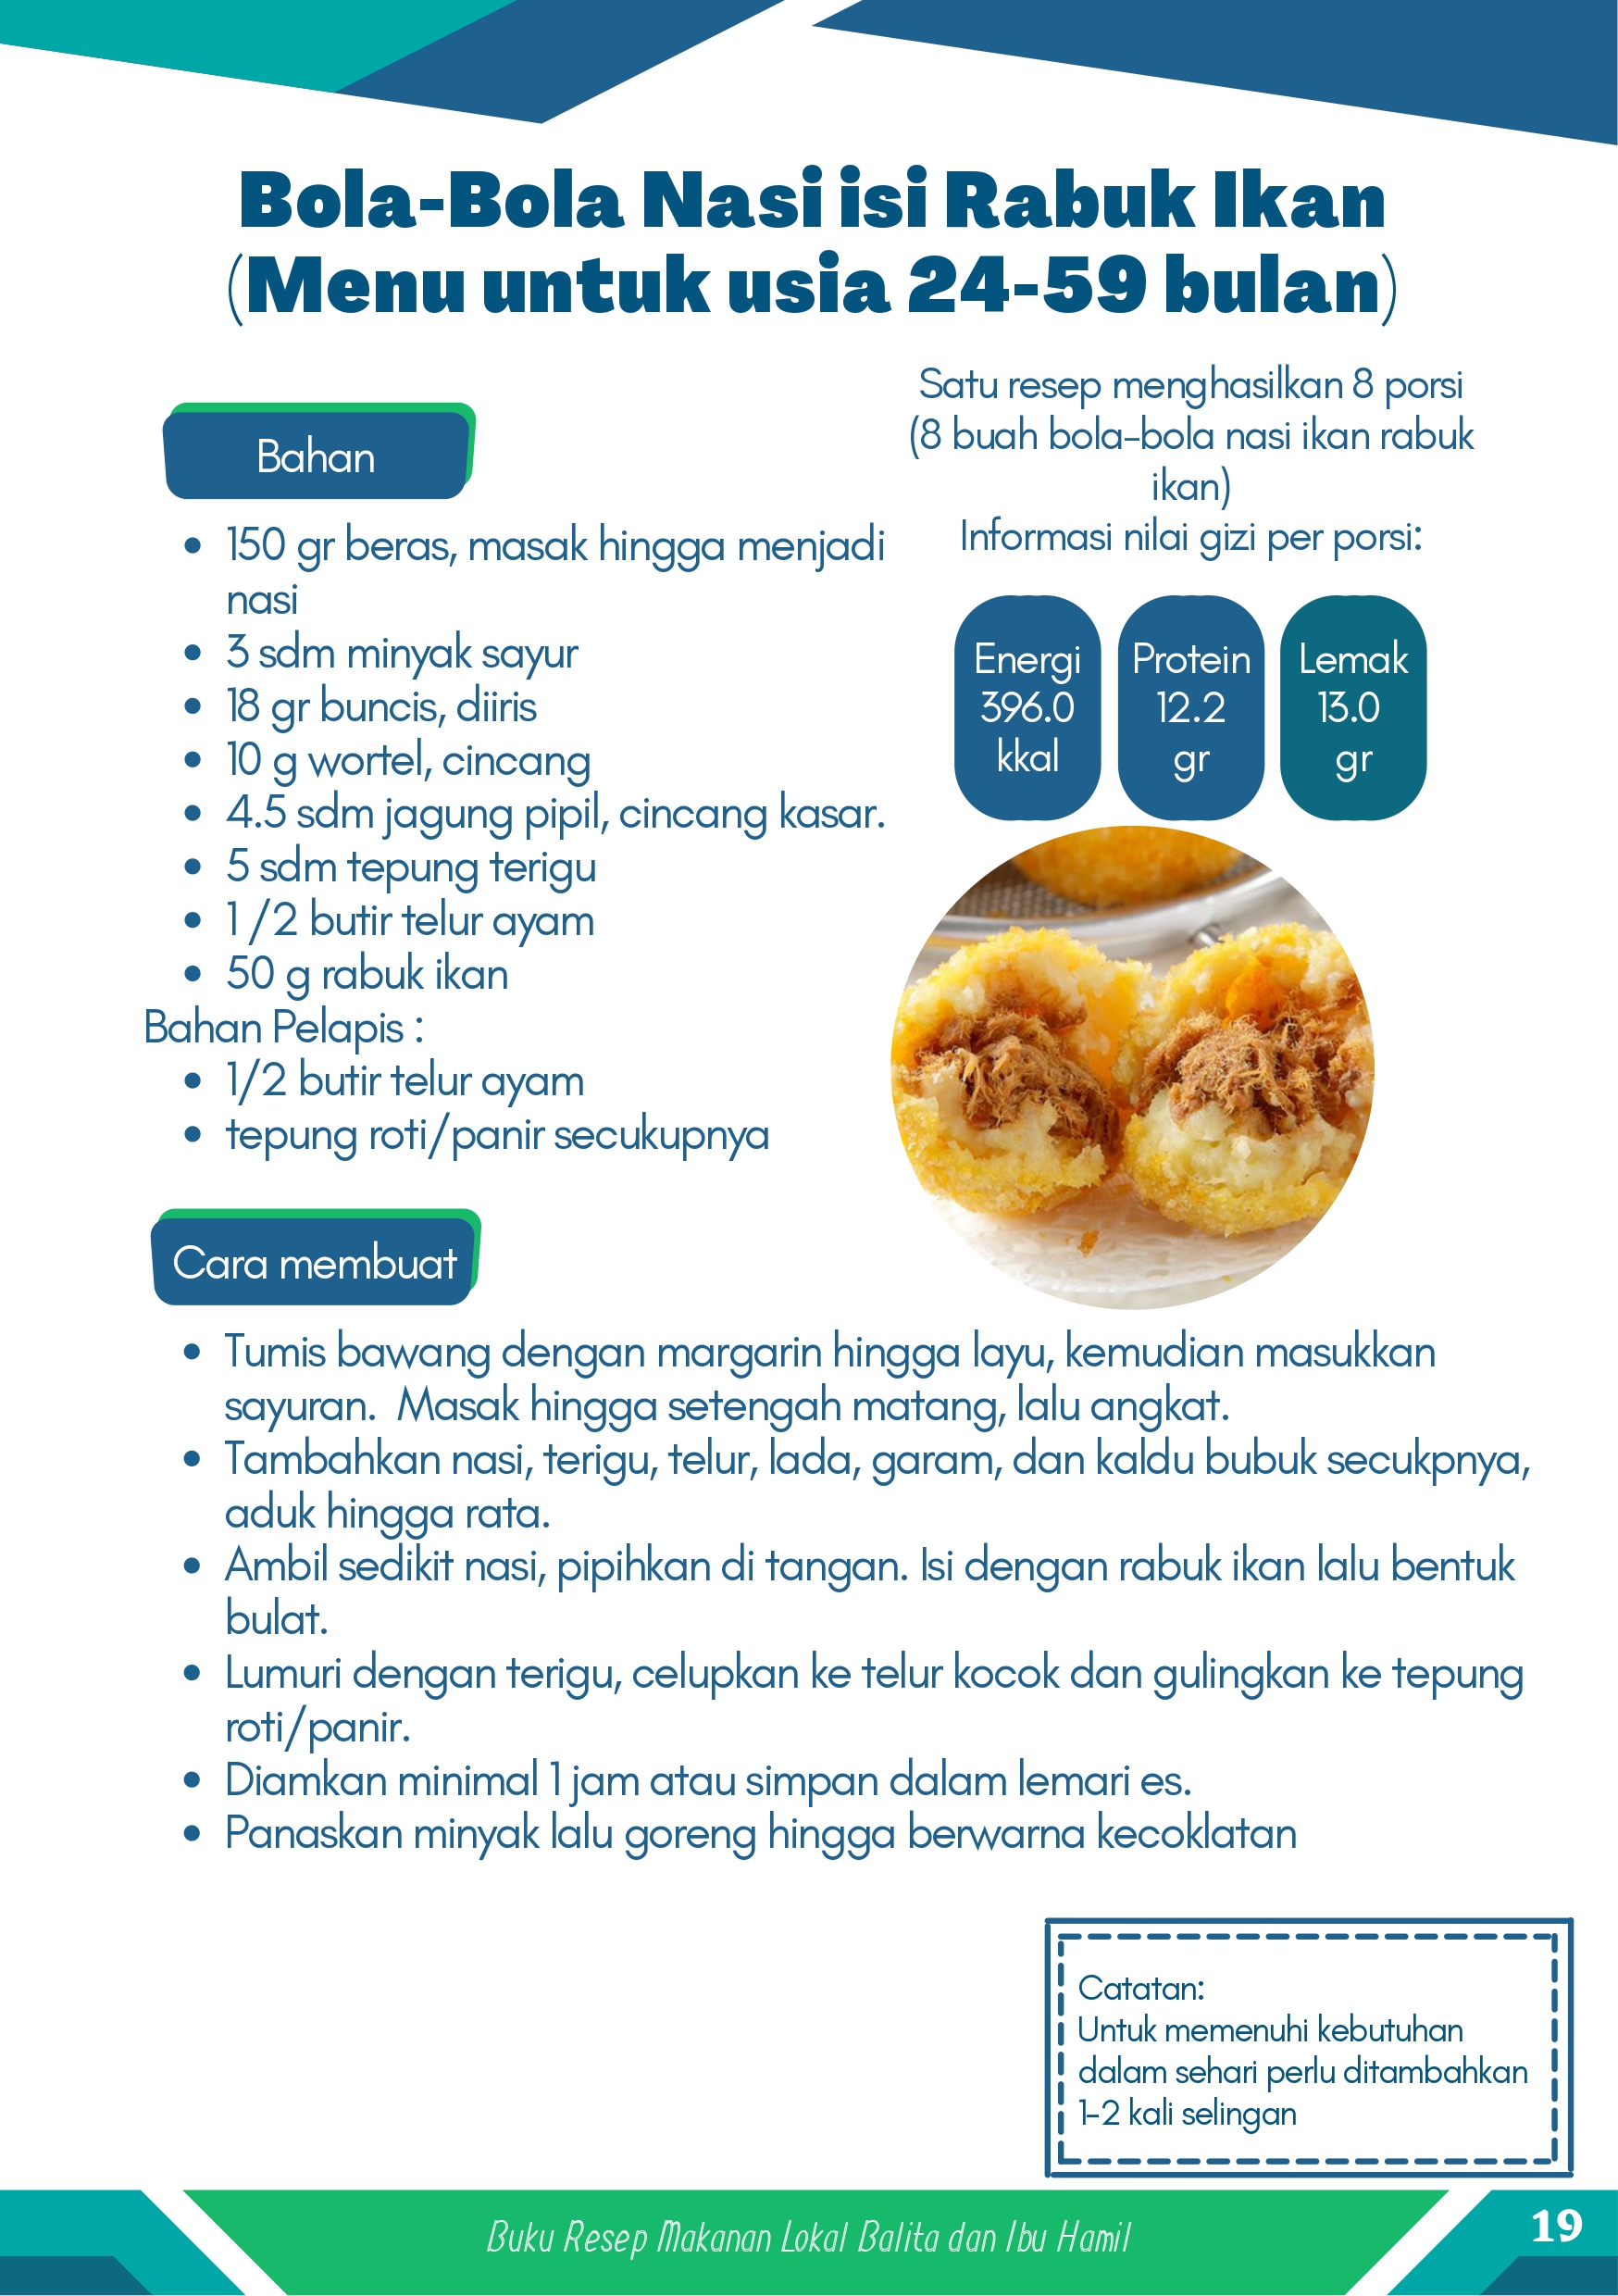 Bola-Bola Nasi isi Rabuk Ikan
(Menu untuk usia 24-59 bulan)
Bahan
150 gr beras, masak hingga menjadi
nasi
3 sdm minyak sayur
18 gr buncis, diiris
10 g wortel, cincang
4.5 sdm jagung pipil, cincang kasar.
5 sdm tepung terigu
1 /2 butir telur ayam
50 g rabuk ikan
Bahan Pelapis :
1/2 butir telur ayam
tepung roti/panir secukupnya
Satu resep menghasilkan 8 porsi
(8 buah bola-bola nasi ikan rabuk
ikan)
Informasi nilai gizi per porsi:
Energi
396.0
kkal
Protein
12.2
gr
Lemak
13.0
gr
Cara membuat
Tumis bawang dengan margarin hingga layu, kemudian masukkan
sayuran.  Masak hingga setengah matang, lalu angkat.
Tambahkan nasi, terigu, telur, lada, garam, dan kaldu bubuk secukpnya,
aduk hingga rata.
Ambil sedikit nasi, pipihkan di tangan. Isi dengan rabuk ikan lalu bentuk
bulat.
Lumuri dengan terigu, celupkan ke telur kocok dan gulingkan ke tepung
roti/panir.
Diamkan minimal 1 jam atau simpan dalam lemari es.
Panaskan minyak lalu goreng hingga berwarna kecoklatan
Catatan:
Untuk memenuhi kebutuhan
dalam sehari perlu ditambahkan
1-2 kali selingan
Buku Resep Makanan Lokal Balita dan Ibu Hamil
19